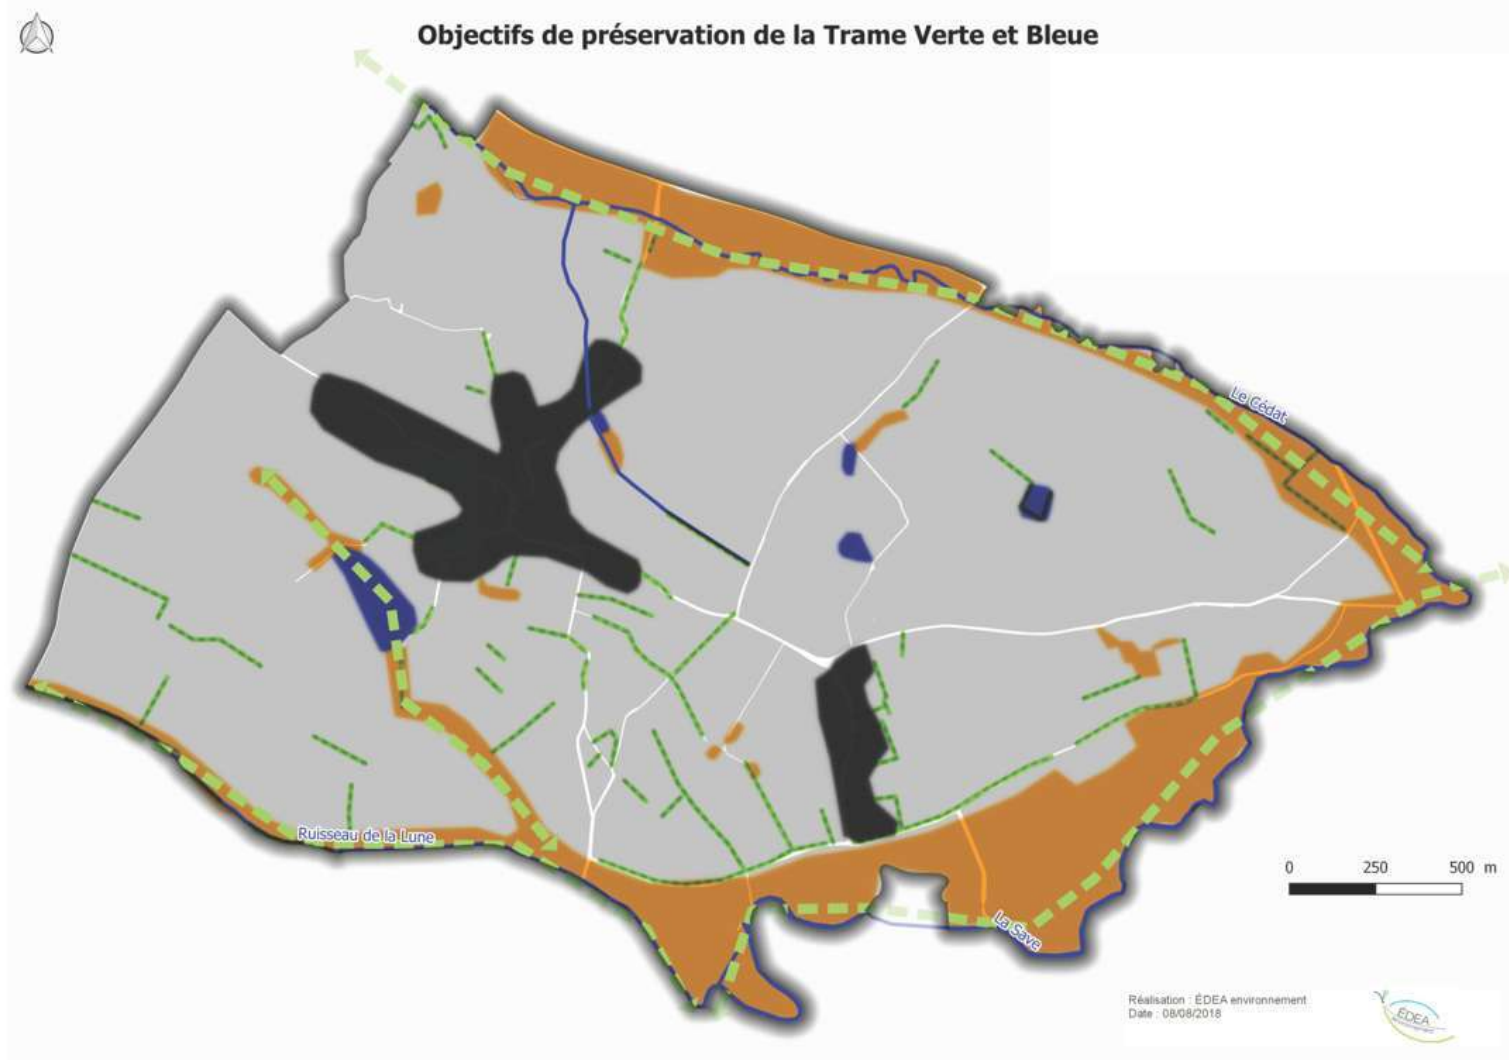 Objectifs de préservation de la Trame Verte et Bleue
Le Cédat
Ruisseau de la Lune
La Save
0 250 500 m
Réalisation : ÉDEA environnement
Date : 08/08/2018
ÉDEA